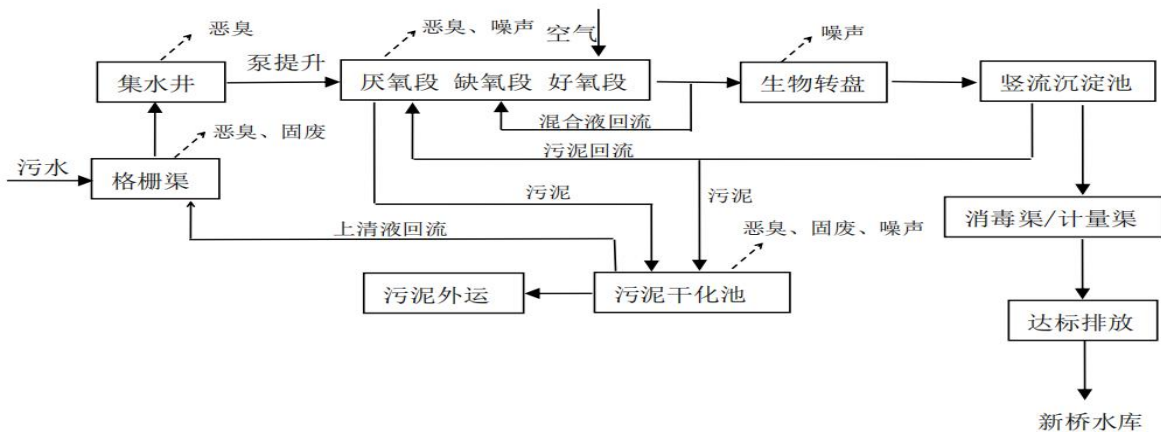 恶臭
恶臭、噪声
空气
噪声
集水井
泵提升
厌氧段 缺氧段 好氧段
生物转盘
竖流沉淀池
混合液回流
恶臭、固废
污泥回流
污水
格栅渠
污泥
污泥
消毒渠/计量渠
上清液回流
恶臭、固废、噪声
污泥外运
污泥干化池
达标排放
新桥水库